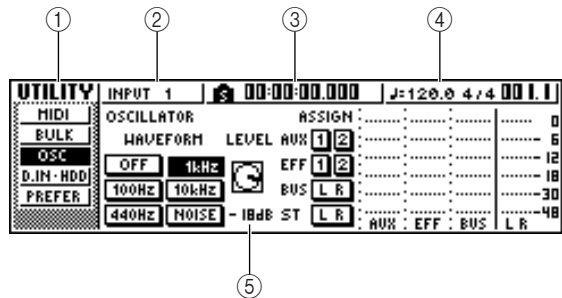 ① ② ③ ④
UTILITY INPUT 1 S 00:00:00.000 ♩=120.0 4/4 001.1
MIDI OSCILLATOR ASSIGN 0
BULK WAVEFORM LEVEL AUX 1 2 6
OSC OFF 1kHz EFF 1 2 12
D.IN·HDD 18
PREFER 100Hz 10kHz BUS L R 30
440Hz NOISE -18dB ST L R 48
AUX EFF BUS L R
⑤